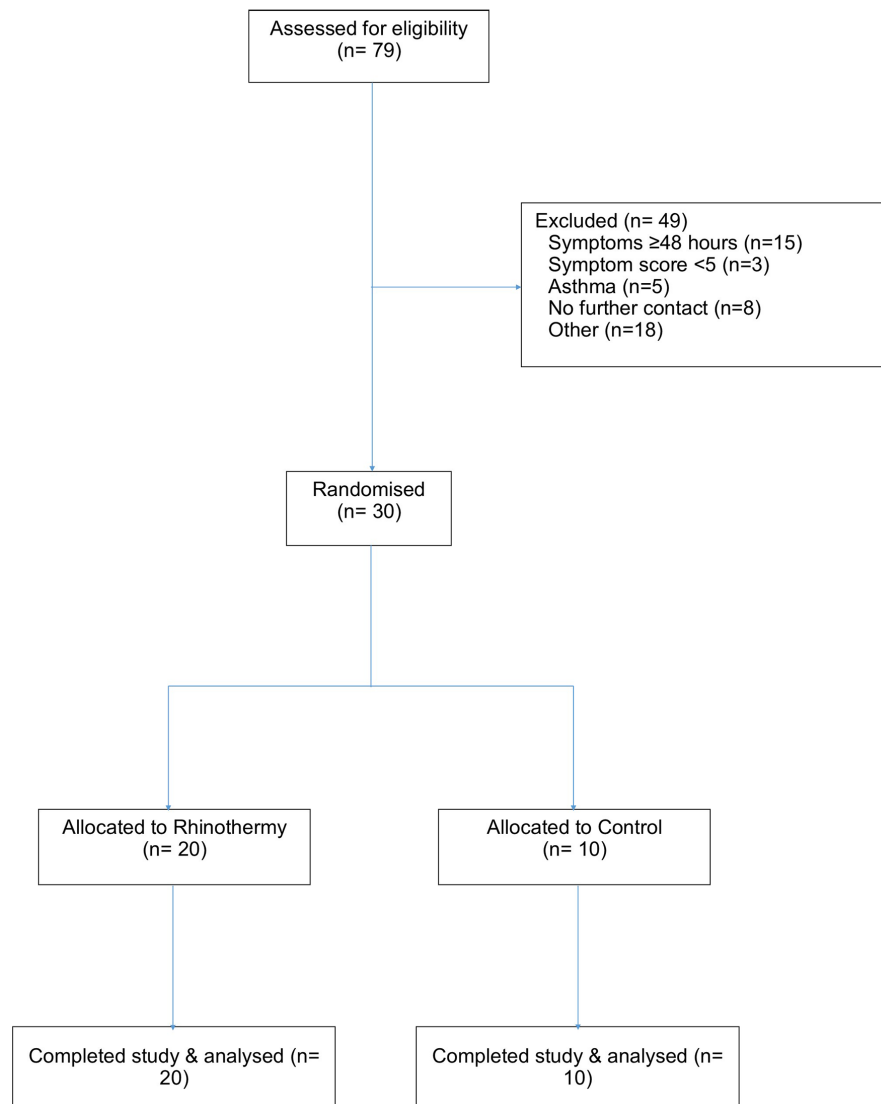 Assessed for eligibility
(n= 79)
Excluded (n= 49)
Symptoms ≥48 hours (n=15)
Symptom score <5 (n=3)
Asthma (n=5)
No further contact (n=8)
Other (n=18)
Randomised
(n= 30)
Allocated to Rhinothermy
(n= 20)
Allocated to Control
(n= 10)
Completed study & analysed (n=
20)
Completed study & analysed (n=
10)